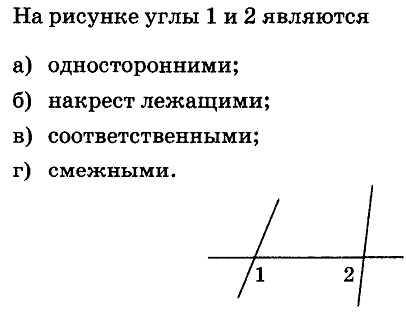 На рисунке углы 1 и 2 являются
а) односторонними;
б) накрест лежащими;
в) соответственными;
г) смежными.
1 2